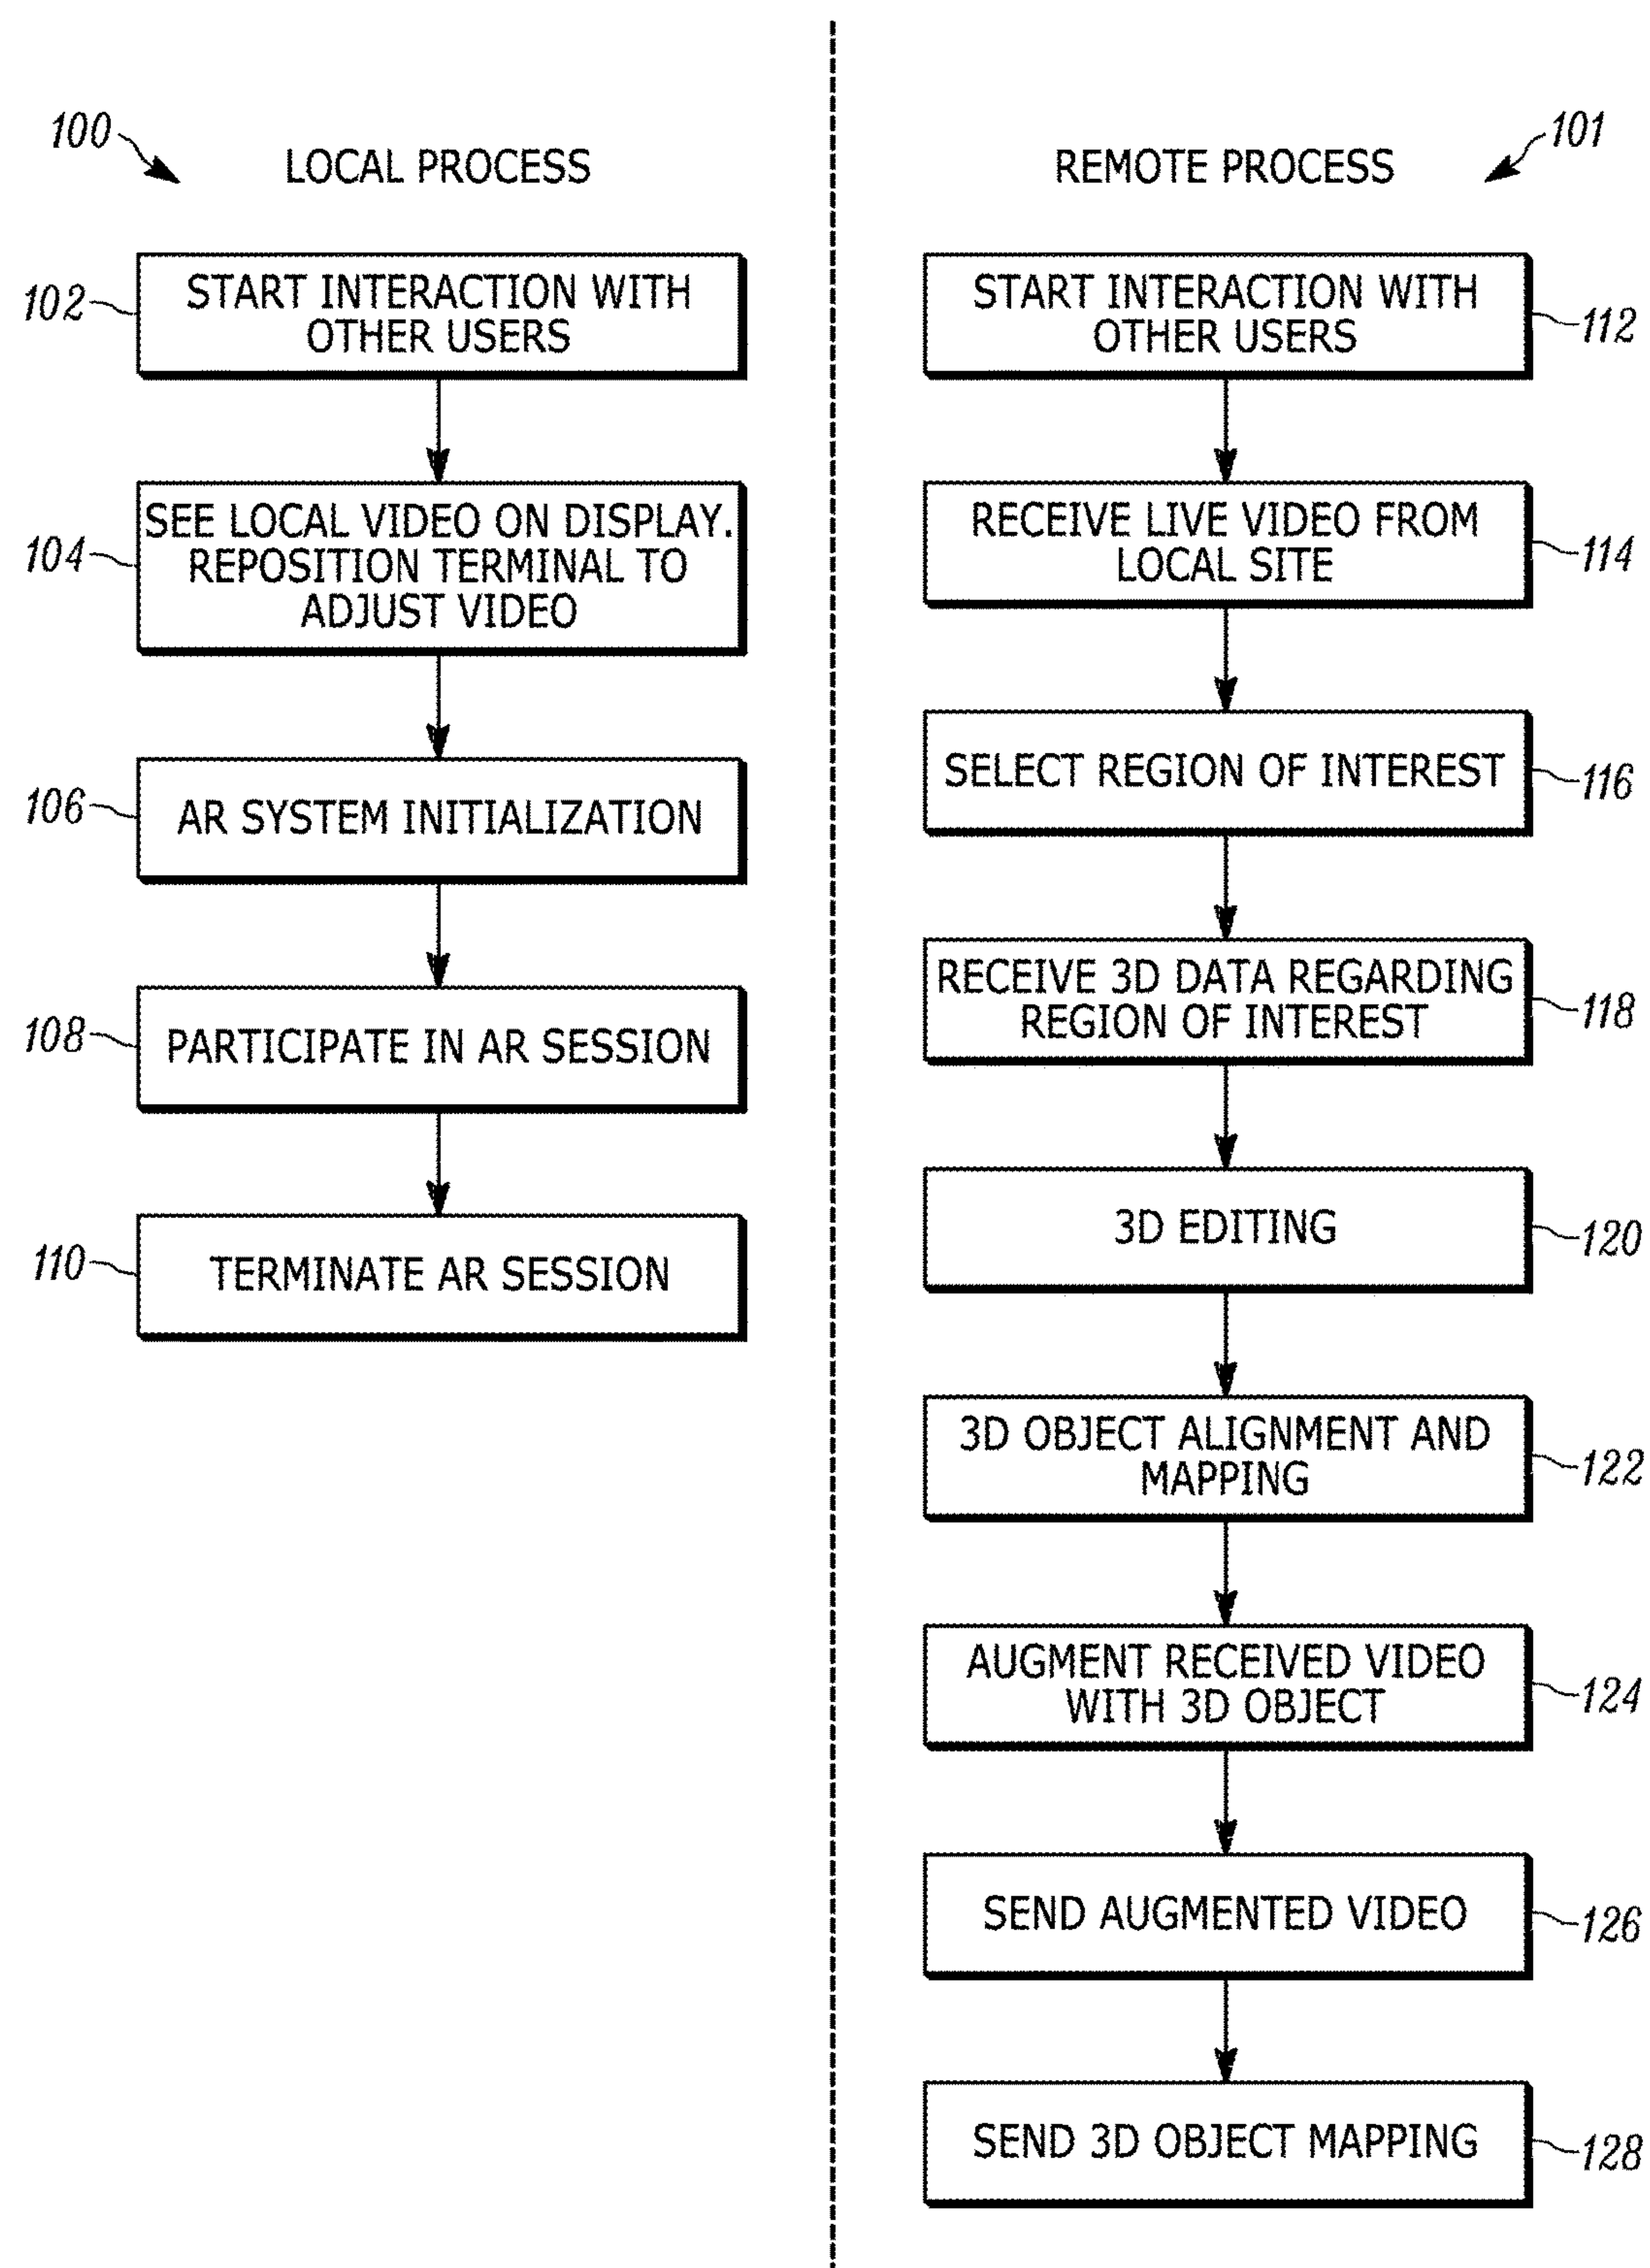 100
LOCAL PROCESS
102
START INTERACTION WITH
OTHER USERS
104
SEE LOCAL VIDEO ON DISPLAY.
REPOSITION TERMINAL TO
ADJUST VIDEO
106
AR SYSTEM INITIALIZATION
108
PARTICIPATE IN AR SESSION
110
TERMINATE AR SESSION
REMOTE PROCESS
101
START INTERACTION WITH
OTHER USERS
112
RECEIVE LIVE VIDEO FROM
LOCAL SITE
114
SELECT REGION OF INTEREST
116
RECEIVE 3D DATA REGARDING
REGION OF INTEREST
118
3D EDITING
120
3D OBJECT ALIGNMENT AND
MAPPING
122
AUGMENT RECEIVED VIDEO
WITH 3D OBJECT
124
SEND AUGMENTED VIDEO
126
SEND 3D OBJECT MAPPING
128